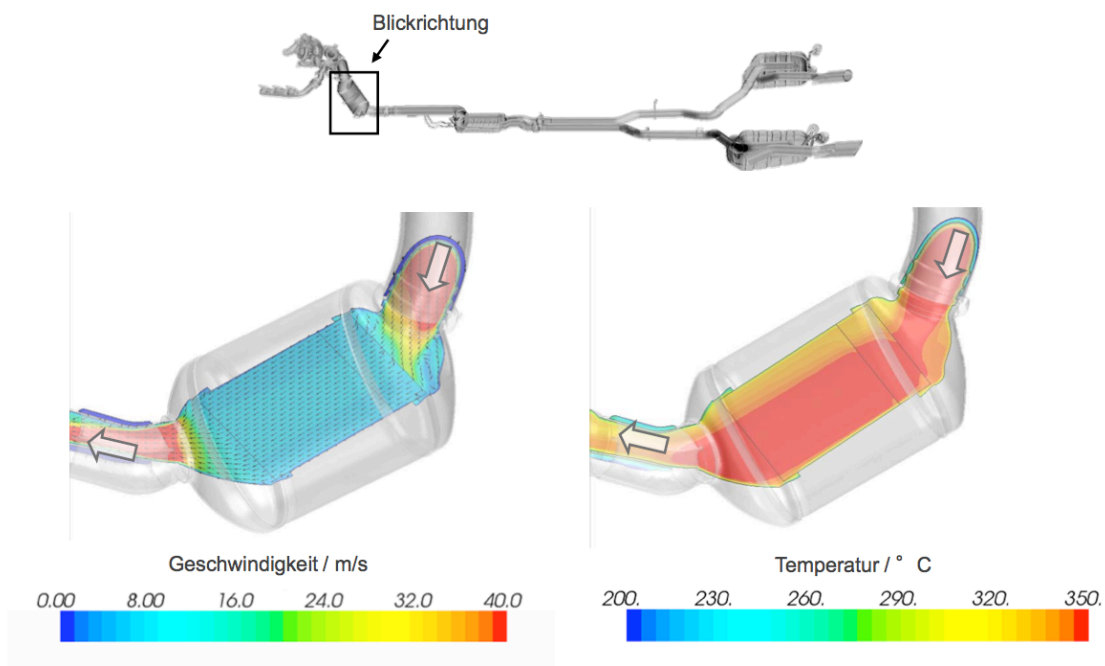 Blickrichtung
Geschwindigkeit / m/s
0.00 8.00 16.0 24.0 32.0 40.0
Temperatur / ° C
200. 230. 260. 290. 320. 350.